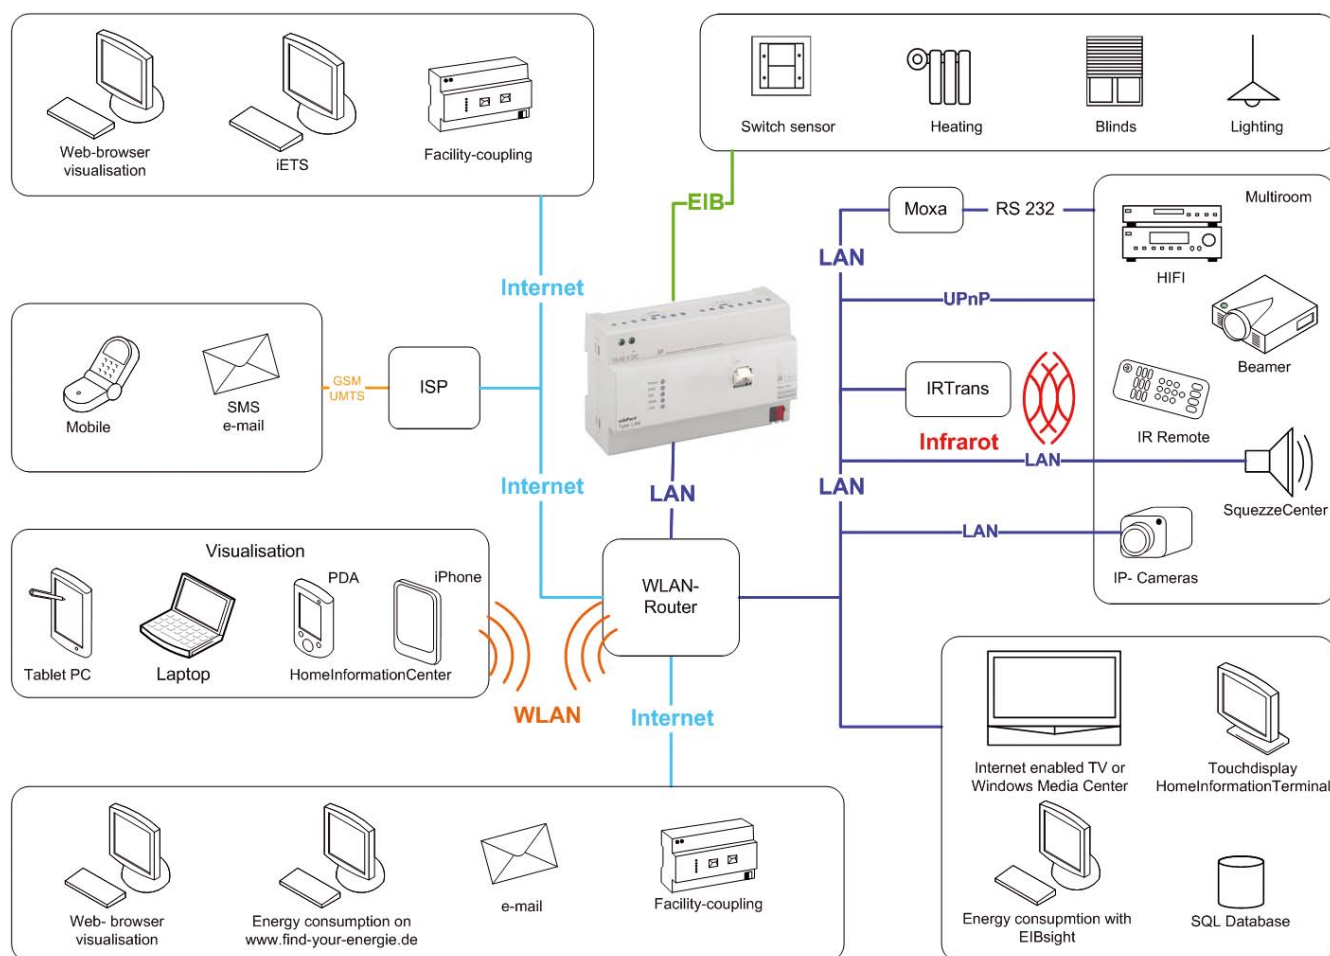 Web-browser
visualisation
iETS
Facility-coupling
Switch sensor
Heating
Blinds
Lighting
EIB
Internet
Moxa
RS 232
LAN
UPnP
Multiroom
HIFI
Beamer
IRTrans
Infrarot
IR Remote
LAN
SquezzeCenter
LAN
LAN
IP- Cameras
Mobile
SMS
e-mail
GSM
UMTS
ISP
Internet
LAN
Visualisation
PDA
iPhone
Tablet PC
Laptop
HomeInformationCenter
WLAN
WLAN-
Router
Internet
Internet enabled TV or
Windows Media Center
Touchdisplay
HomeInformationTerminal
Energy consupmtion with
EIBsight
SQL Database
Web- browser
visualisation
Energy consumption on
www.find-your-energie.de
e-mail
Facility-coupling